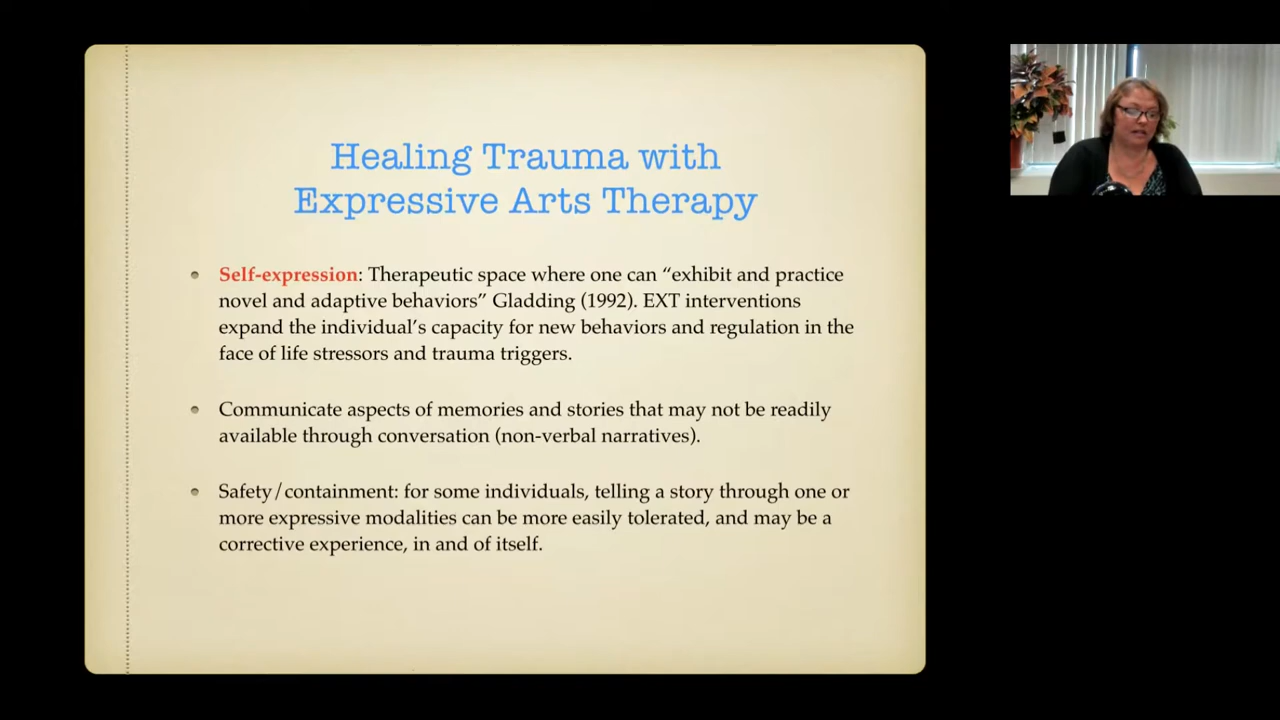 Healing Trauma with
Expressive Arts Therapy
Self-expression: Therapeutic space where one can “exhibit and practice
novel and adaptive behaviors” Gladding (1992). EXT interventions
expand the individual’s capacity for new behaviors and regulation in the
face of life stressors and trauma triggers.
Communicate aspects of memories and stories that may not be readily
available through conversation (non-verbal narratives).
Safety/containment: for some individuals, telling a story through one or
more expressive modalities can be more easily tolerated, and may be a
corrective experience, in and of itself.